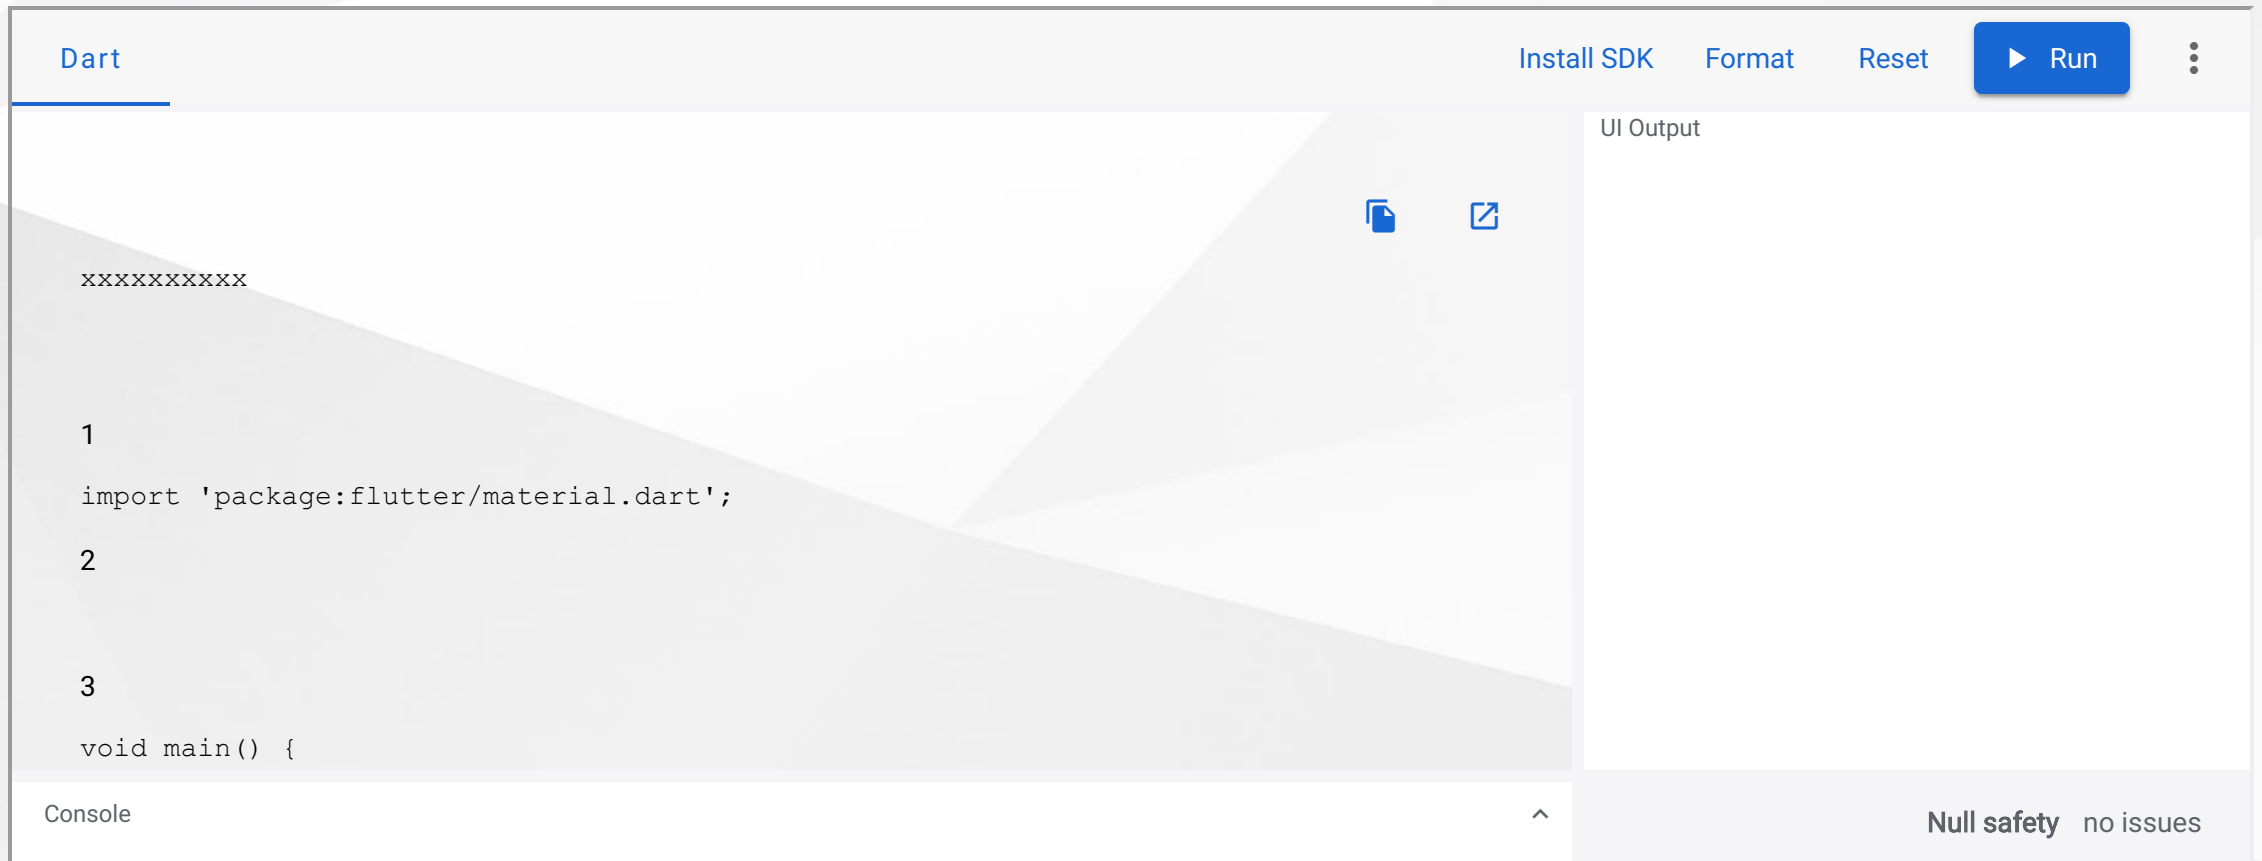 Dart
Install SDK Format Reset Run
UI Output
xxxxxxxxxx
1
import 'package:flutter/material.dart';
2
3
void main() {
Console
Null safety no issues